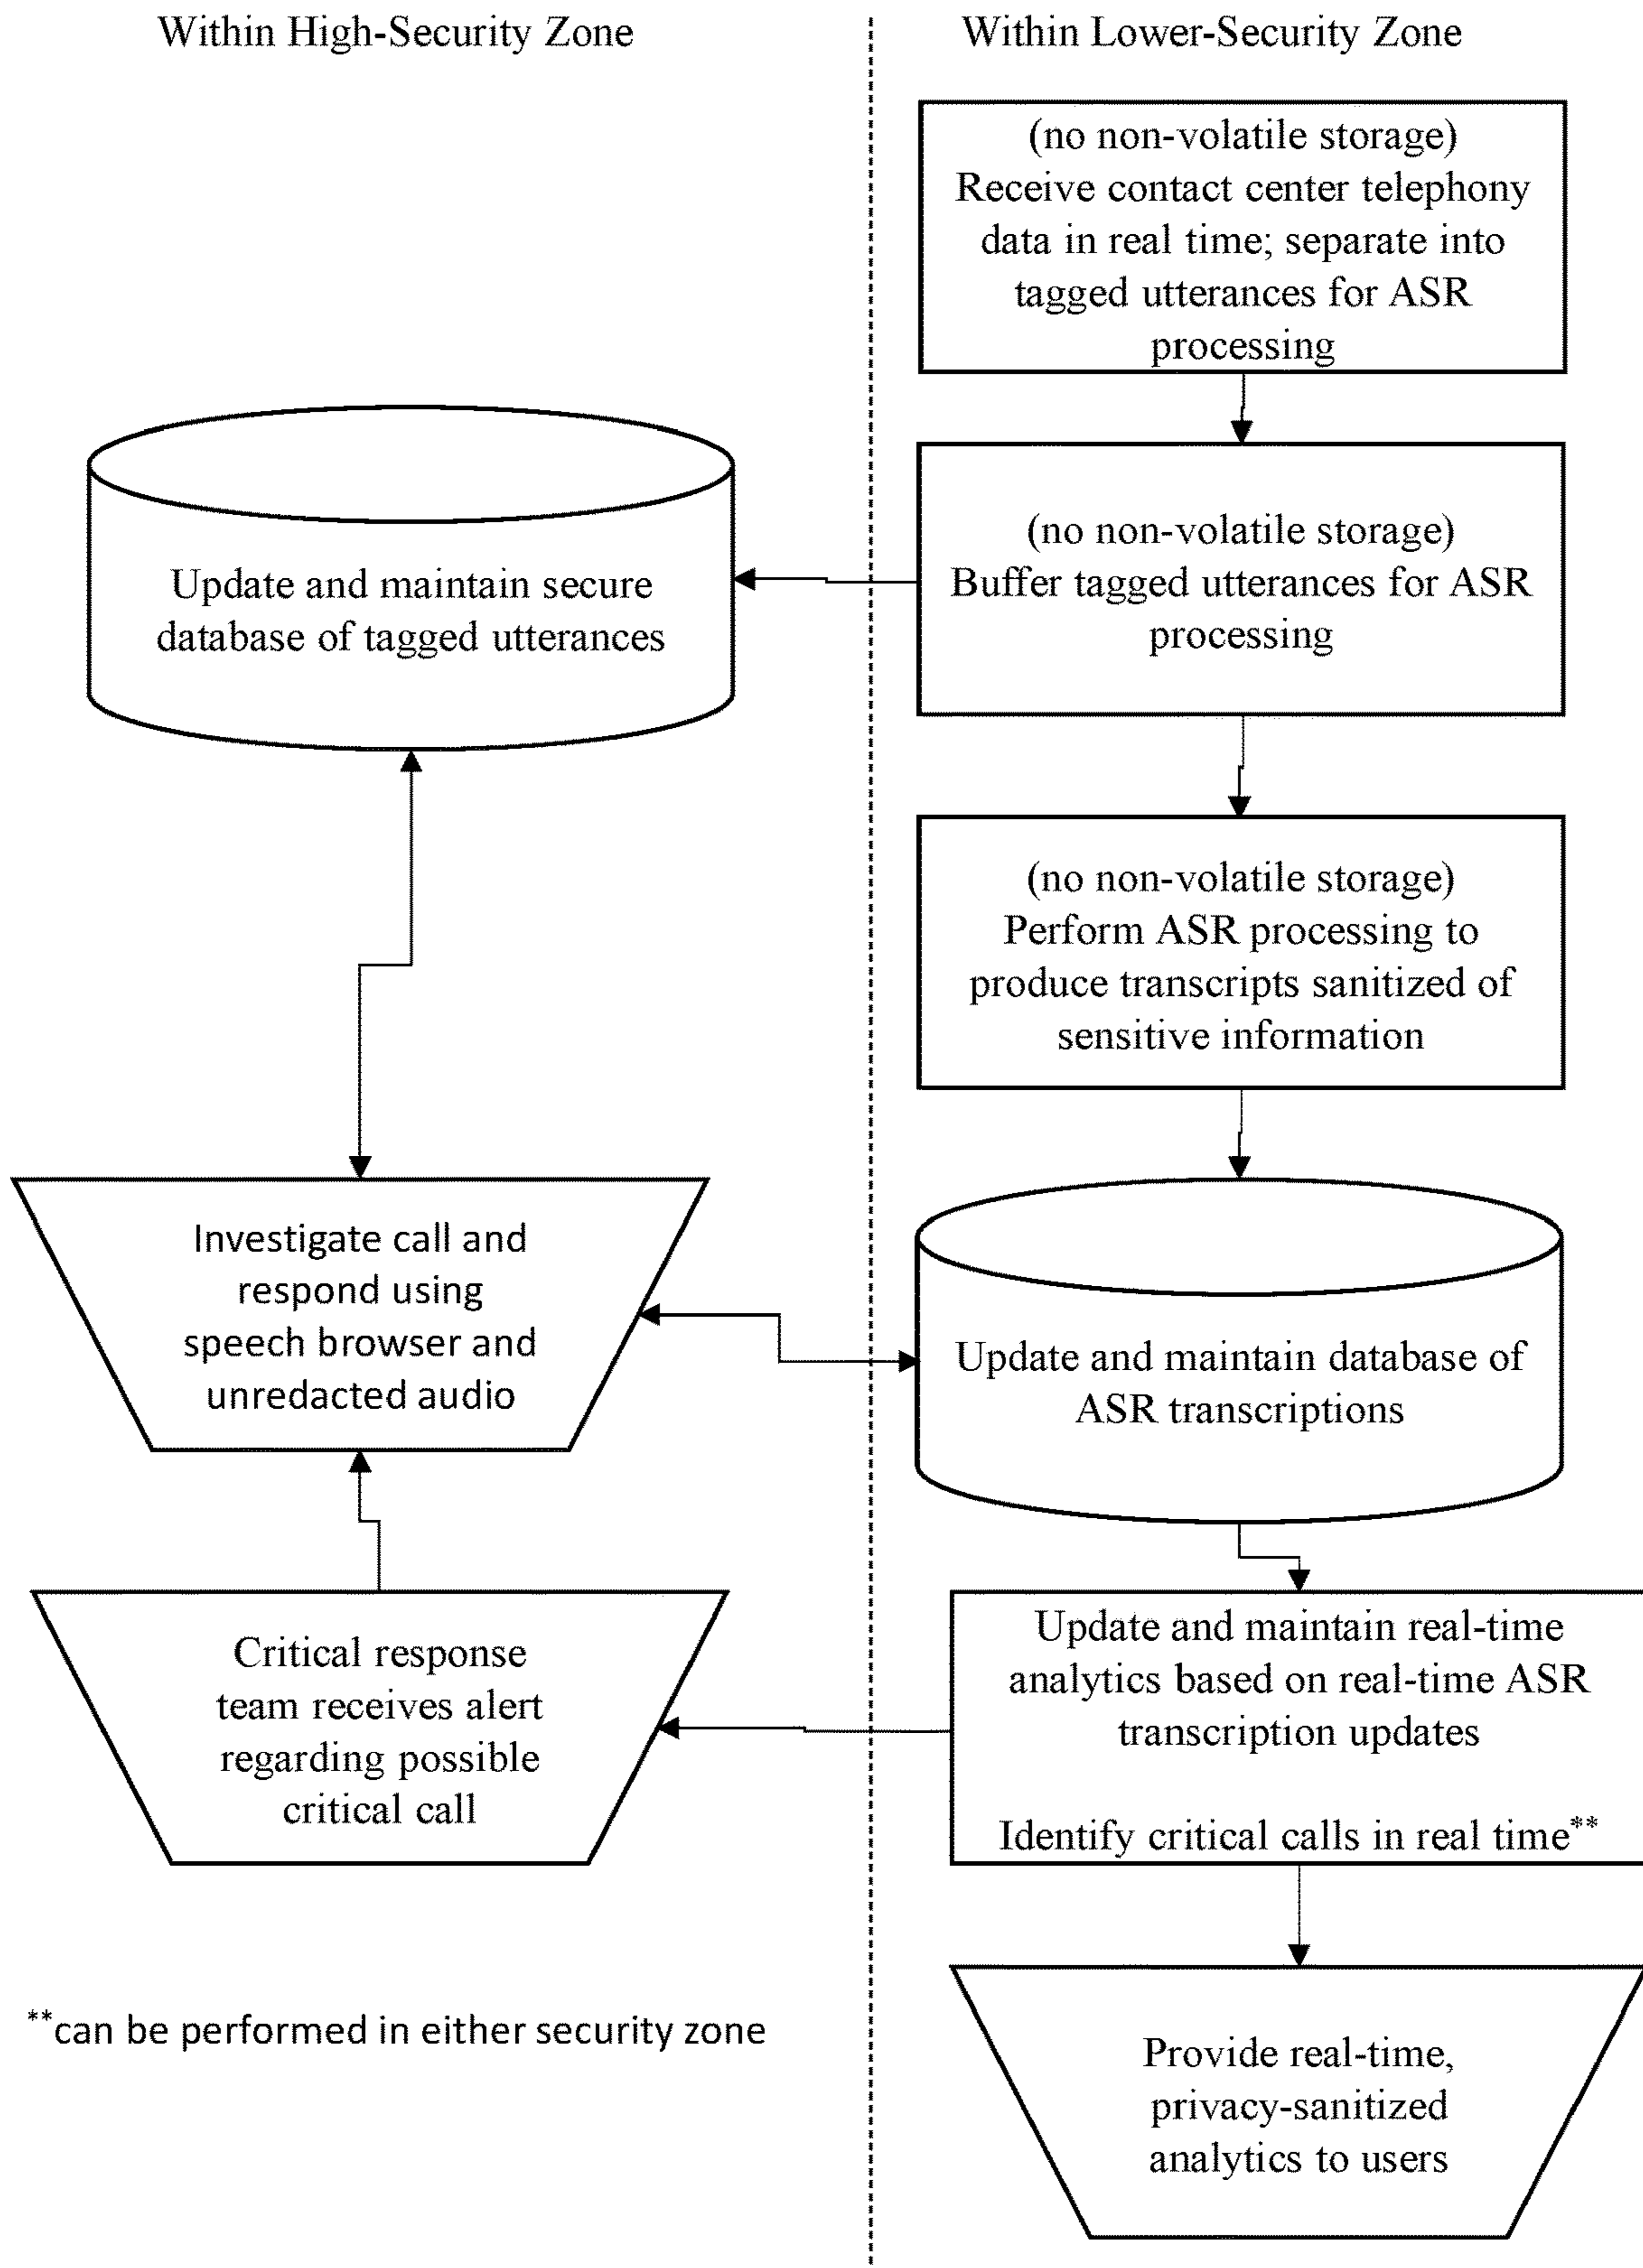 Within High-Security Zone
Within Lower-Security Zone
(no non-volatile storage)
Receive contact center telephony
data in real time; separate into
tagged utterances for ASR
processing
(no non-volatile storage)
Buffer tagged utterances for ASR
processing
Update and maintain secure
database of tagged utterances
(no non-volatile storage)
Perform ASR processing to
produce transcripts sanitized of
sensitive information
Investigate call and
respond using
speech browser and
unredacted audio
Update and maintain database of
ASR transcriptions
Critical response
team receives alert
regarding possible
critical call
Update and maintain real-time
analytics based on real-time ASR
transcription updates
Identify critical calls in real time**
**can be performed in either security zone
Provide real-time,
privacy-sanitized
analytics to users